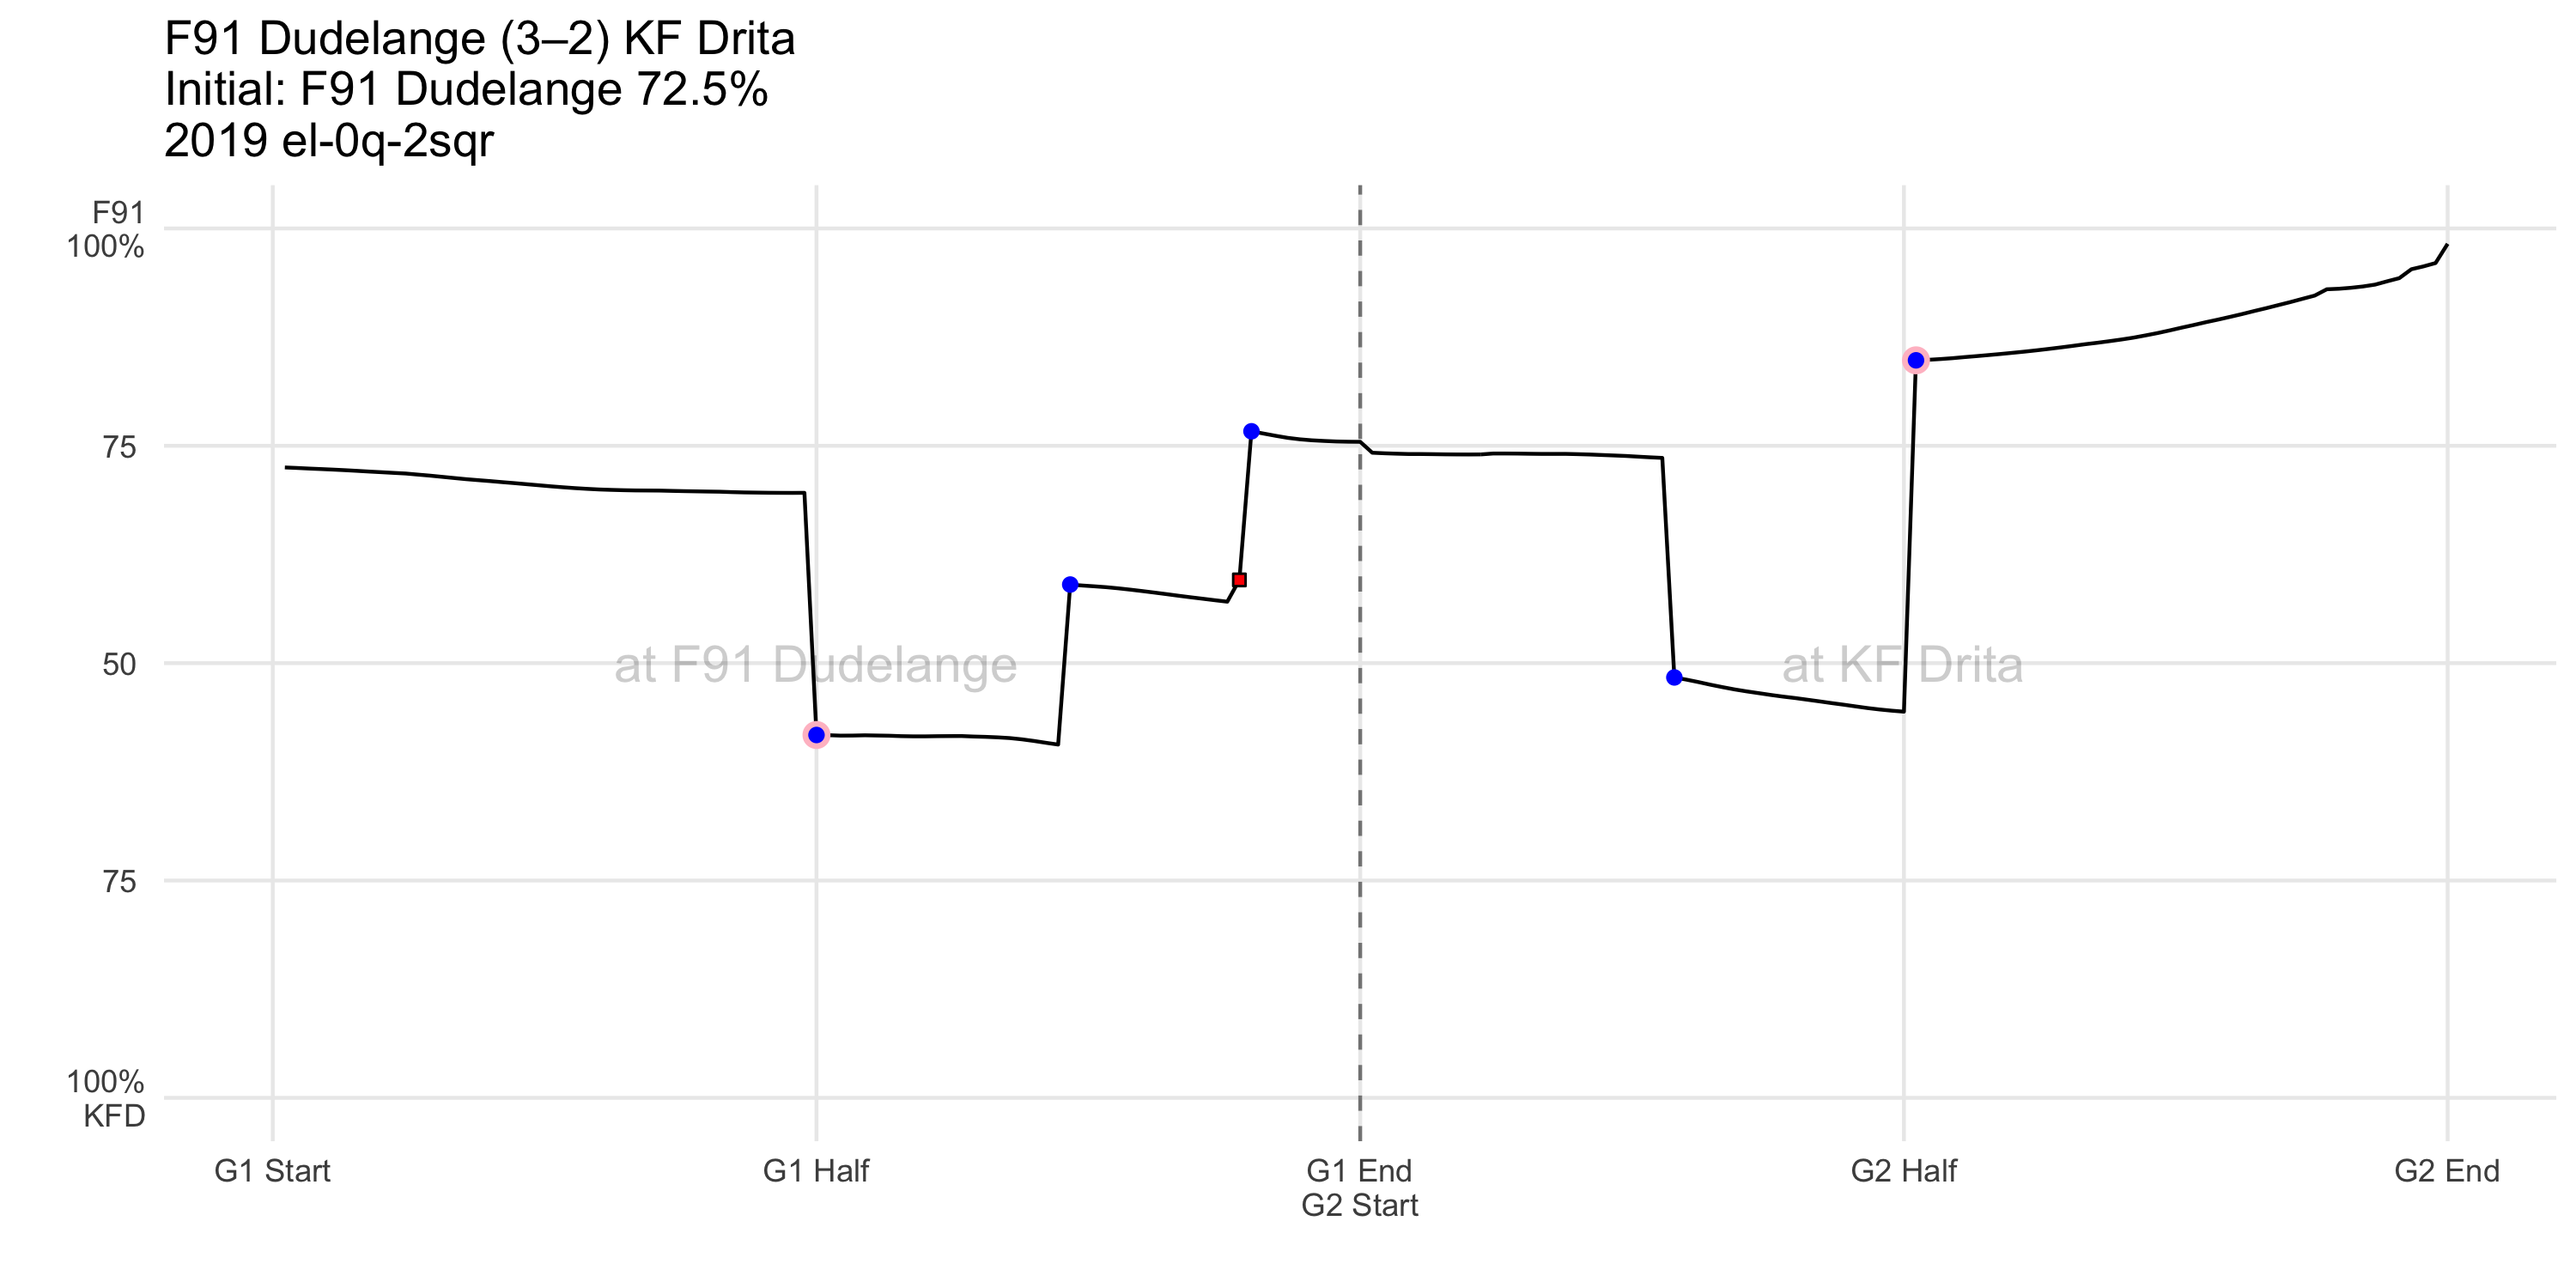 F91 Dudelange (3–2) KF Drita
Initial: F91 Dudelange 72.5%
2019 el-0q-2sqr
F91
100%
75
50
75
100%
KFD
at F91 Dudelange
at KF Drita
G1 Start
G1 Half
G1 End
G2 Start
G2 Half
G2 End